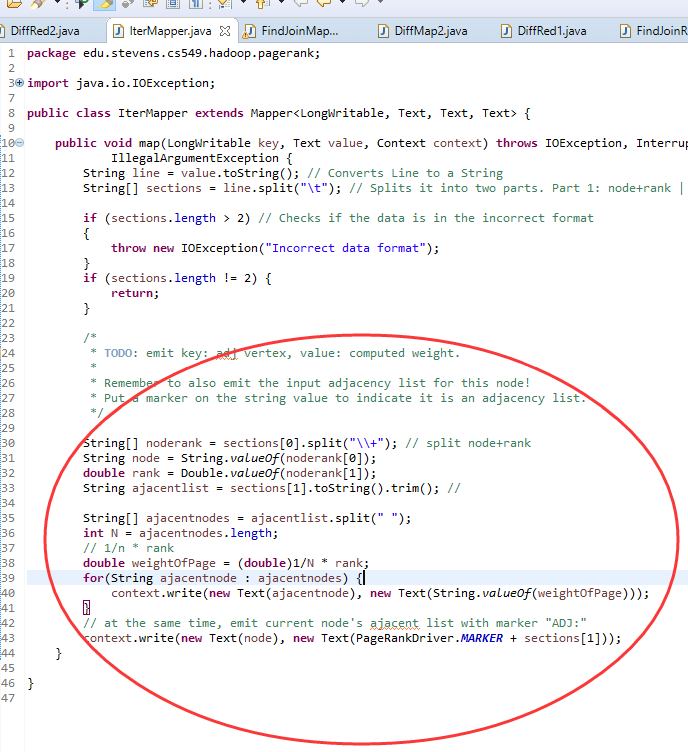 DiffRed2.java IterMapper.java FindJoinMap... DiffMap2.java DiffRed1.java FindJoinR
1 package edu.stevens.cs549.hadoop.pagerank;
2
3 import java.io.IOException;
7
8 public class IterMapper extends Mapper<LongWritable, Text, Text, Text> {
9
10 public void map(LongWritable key, Text value, Context context) throws IOException, Interrup
11 IllegalArgumentException {
12 String line = value.toString(); // Converts Line to a String
13 String[] sections = line.split("\t"); // Splits it into two parts. Part 1: node+rank |
14
15 if (sections.length > 2) // Checks if the data is in the incorrect format
16 {
17 throw new IOException("Incorrect data format");
18 }
19 if (sections.length != 2) {
20 return;
21 }
22
23 /*
24 * TODO: emit key: adj vertex, value: computed weight.
25 *
26 * Remember to also emit the input adjacency list for this node!
27 * Put a marker on the string value to indicate it is an adjacency list.
28 */
29
30 String[] noderank = sections[0].split("\\+"); // split node+rank
31 String node = String.valueOf(noderank[0]);
32 double rank = Double.valueOf(noderank[1]);
33 String ajacentlist = sections[1].toString().trim(); //
34
35 String[] ajacentnodes = ajacentlist.split(" ");
36 int N = ajacentnodes.length;
37 // 1/n * rank
38 double weightOfPage = (double)1/N * rank;
39 for(String ajacentnode : ajacentnodes) {
40 context.write(new Text(ajacentnode), new Text(String.valueOf(weightOfPage)));
41 }
42 // at the same time, emit current node's ajacent list with marker "ADJ:"
43 context.write(new Text(node), new Text(PageRankDriver.MARKER + sections[1]));
44 }
45
46 }
47